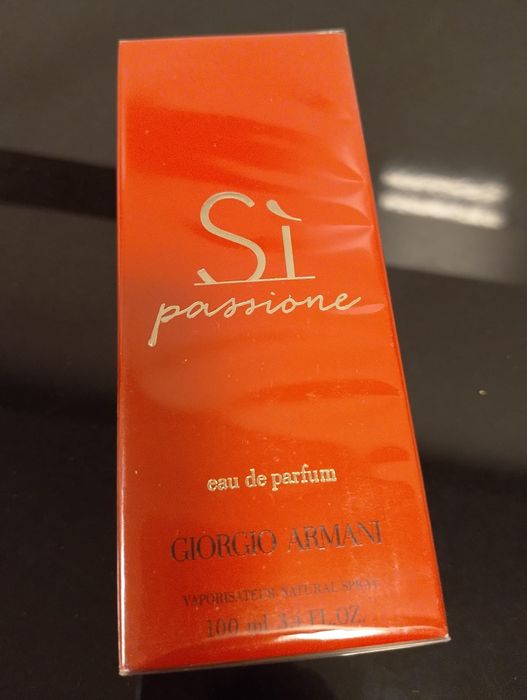 Sì
passione
eau de parfum
GIORGIO ARMANI
VAPORISATEUR NATURAL SPRAY
100 ml 3.4 FL.OZ.